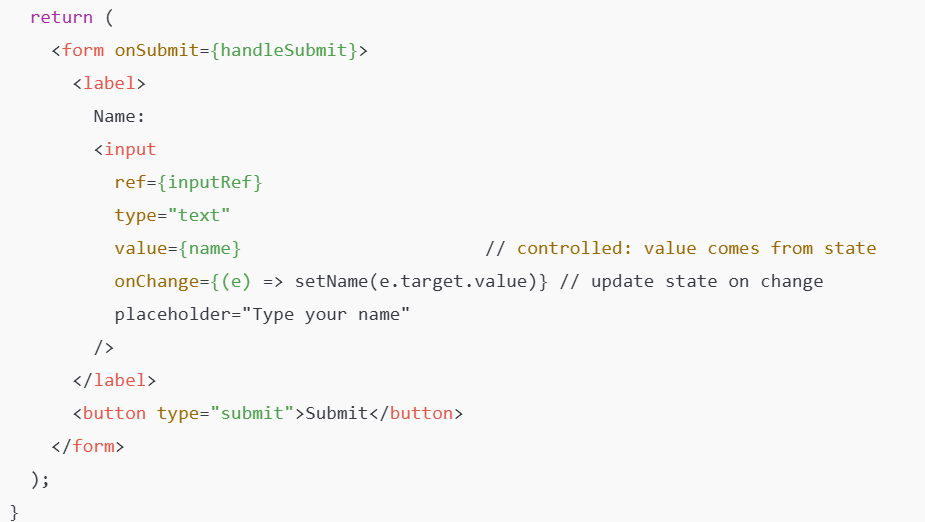 return (
<form onSubmit={handleSubmit}>
<label>
Name:
<input
ref={inputRef}
type="text"
value={name} // controlled: value comes from state
onChange={(e) => setName(e.target.value)} // update state on change
placeholder="Type your name"
/>
</label>
<button type="submit">Submit</button>
</form>
);
}